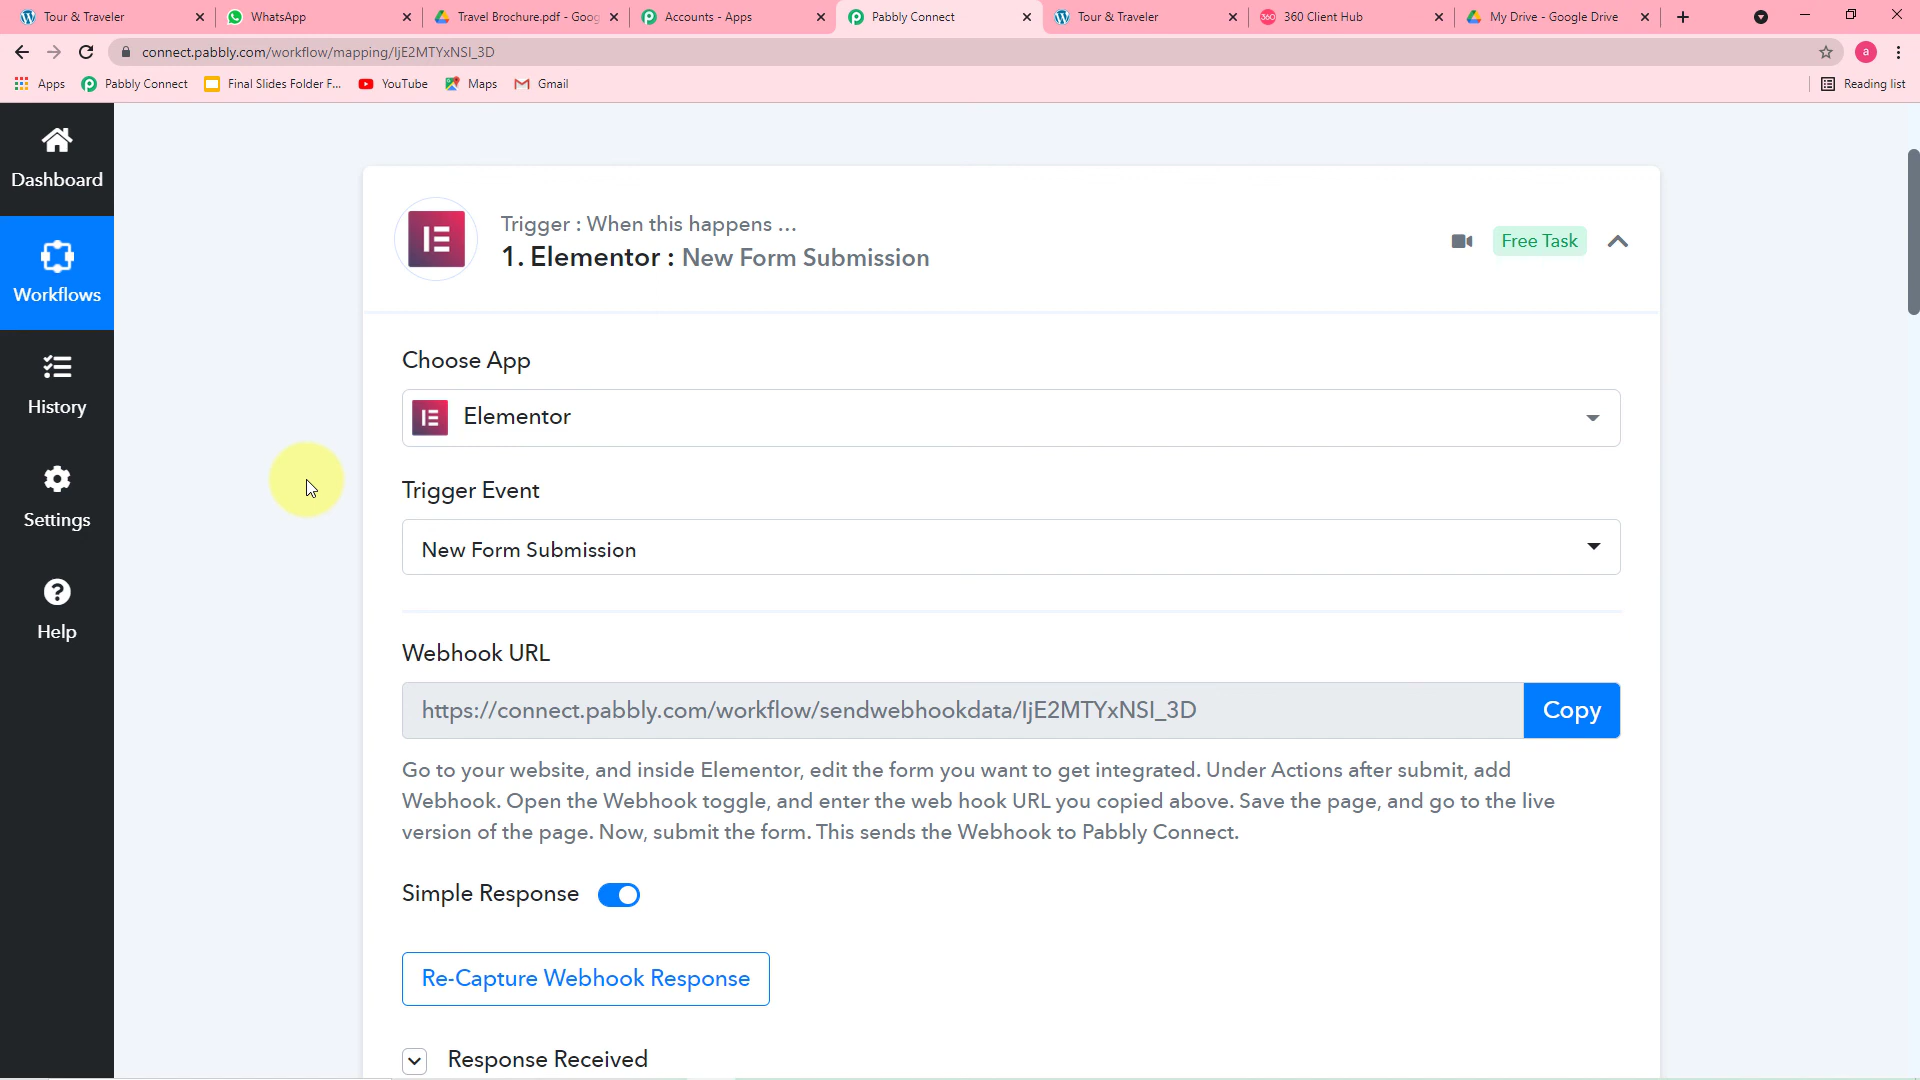 Tour & Traveler
WhatsApp
Travel Brochure.pdf - Goog
Accounts - Apps
Pabbly Connect
Tour & Traveler
360 Client Hub
My Drive - Google Drive
connect.pabbly.com/workflow/mapping/IjE2MTYxNSI_3D
a
Apps
Pabbly Connect
Final Slides Folder F...
YouTube
Maps
Gmail
Reading list
Dashboard
Workflows
History
Settings
Help
Trigger : When this happens ...
1. Elementor : New Form Submission
Free Task
Choose App
Elementor
Trigger Event
New Form Submission
Webhook URL
https://connect.pabbly.com/workflow/sendwebhookdata/IjE2MTYxNSI_3D
Copy
Go to your website, and inside Elementor, edit the form you want to get integrated. Under Actions after submit, add
Webhook. Open the Webhook toggle, and enter the web hook URL you copied above. Save the page, and go to the live
version of the page. Now, submit the form. This sends the Webhook to Pabbly Connect.
Simple Response
Re-Capture Webhook Response
Response Received